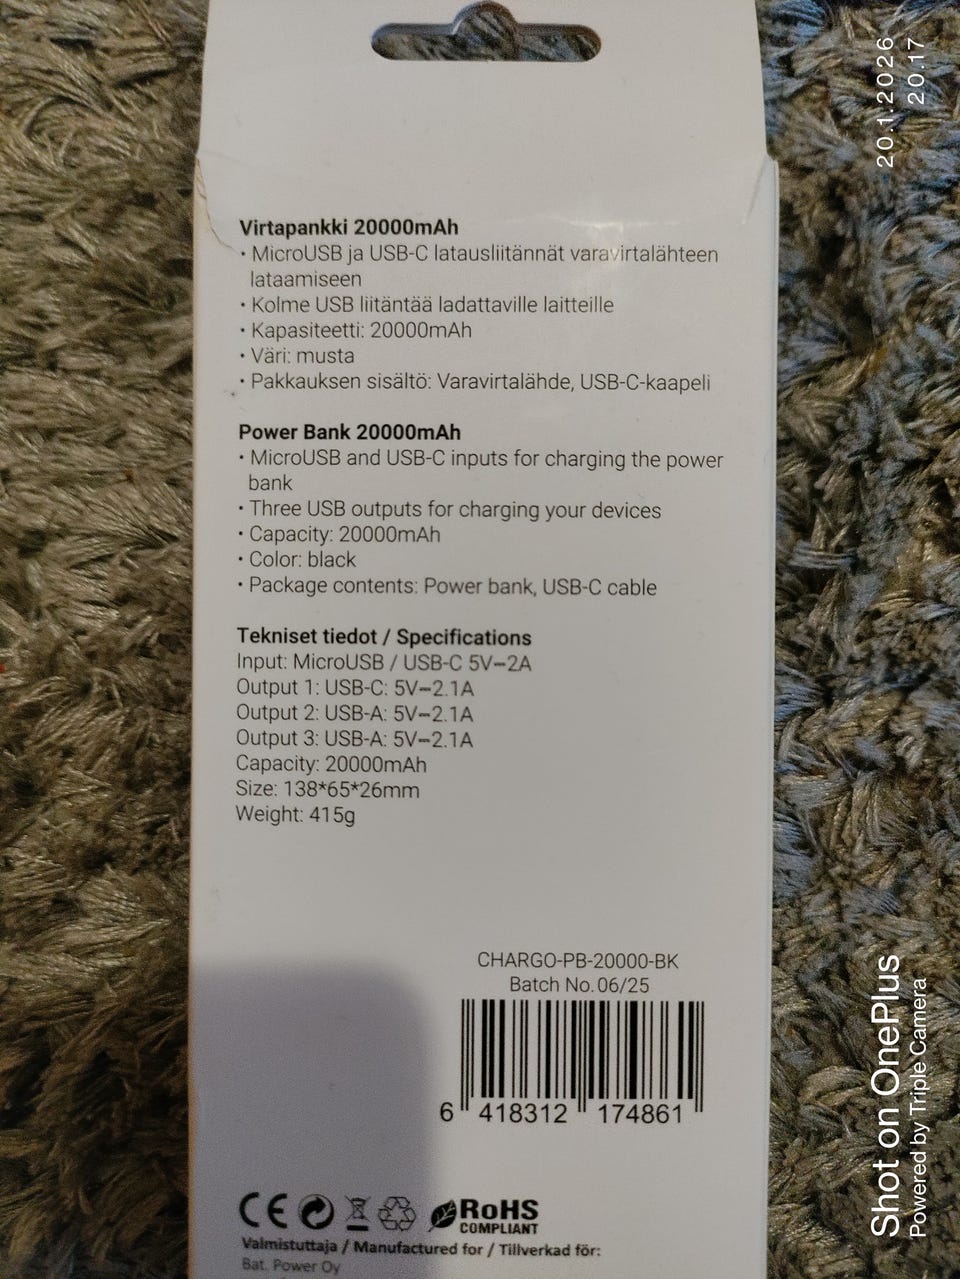 Virtapankki 20000mAh
• MicroUSB ja USB-C latausliitännät varavirtalähteen
lataamiseen
• Kolme USB liitäntää ladattaville laitteille
• Kapasiteetti: 20000mAh
• Väri: musta
• Pakkauksen sisältö: Varavirtalähde, USB-C-kaapeli
Power Bank 20000mAh
• MicroUSB and USB-C inputs for charging the power
bank
• Three USB outputs for charging your devices
• Capacity: 20000mAh
• Color: black
• Package contents: Power bank, USB-C cable
Tekniset tiedot / Specifications
Input: MicroUSB / USB-C 5V⎓2A
Output 1: USB-C: 5V⎓2.1A
Output 2: USB-A: 5V⎓2.1A
Output 3: USB-A: 5V⎓2.1A
Capacity: 20000mAh
Size: 138*65*26mm
Weight: 415g
CHARGO-PB-20000-BK
Batch No. 06/25
6 418312 174861
CE RoHS
COMPLIANT
Valmistuttaja / Manufactured for / Tillverkad för:
Bat. Power Oy
20.1.2026
20.17
Shot on OnePlus
Powered by Triple Camera